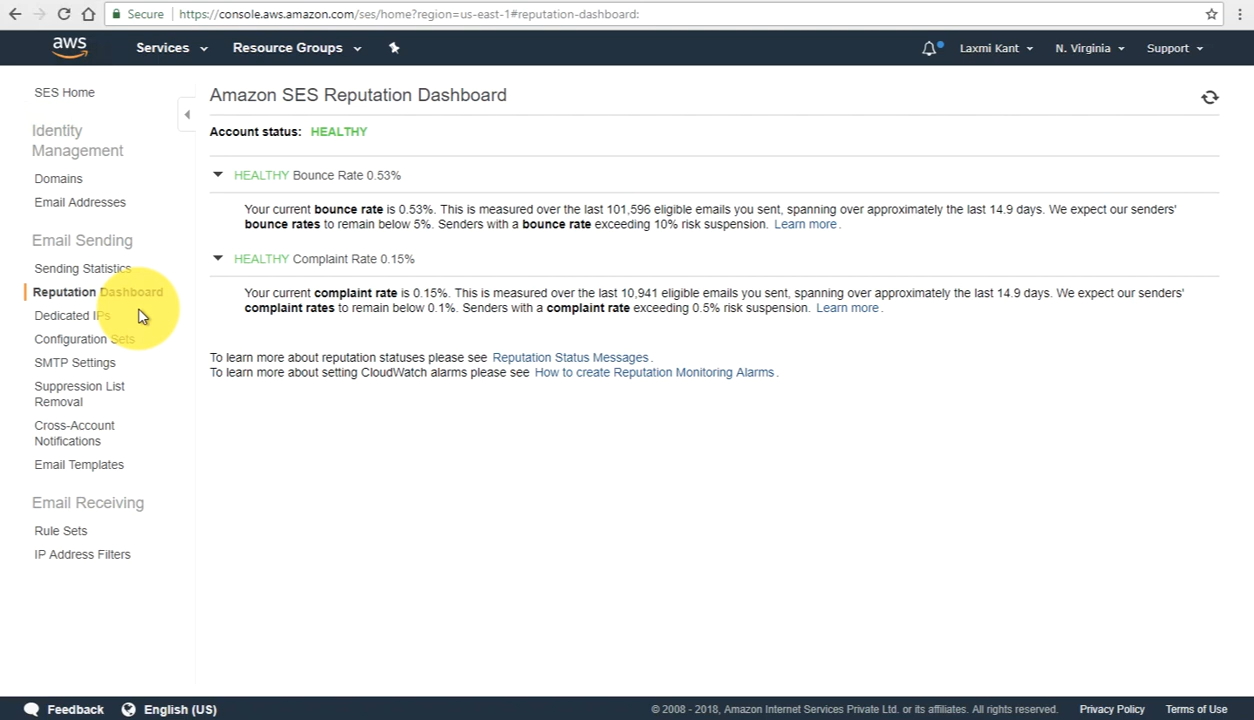 Secure
https://console.aws.amazon.com/ses/home?region=us-east-1#reputation-dashboard:
aws
Services
Resource Groups
Laxmi Kant
N. Virginia
Support
SES Home
Identity
Management
Domains
Email Addresses
Email Sending
Sending Statistics
Reputation Dashboard
Dedicated IPs
Configuration Sets
SMTP Settings
Suppression List
Removal
Cross-Account
Notifications
Email Templates
Email Receiving
Rule Sets
IP Address Filters
Amazon SES Reputation Dashboard
Account status: HEALTHY
HEALTHY Bounce Rate 0.53%
Your current bounce rate is 0.53%. This is measured over the last 101,596 eligible emails you sent, spanning over approximately the last 14.9 days. We expect our senders'
bounce rates to remain below 5%. Senders with a bounce rate exceeding 10% risk suspension. Learn more.
HEALTHY Complaint Rate 0.15%
Your current complaint rate is 0.15%. This is measured over the last 10,941 eligible emails you sent, spanning over approximately the last 14.9 days. We expect our senders'
complaint rates to remain below 0.1%. Senders with a complaint rate exceeding 0.5% risk suspension. Learn more.
To learn more about reputation statuses please see Reputation Status Messages.
To learn more about setting CloudWatch alarms please see How to create Reputation Monitoring Alarms.
Feedback
English (US)
© 2008 - 2018, Amazon Internet Services Private Ltd. or its affiliates. All rights reserved.
Privacy Policy
Terms of Use